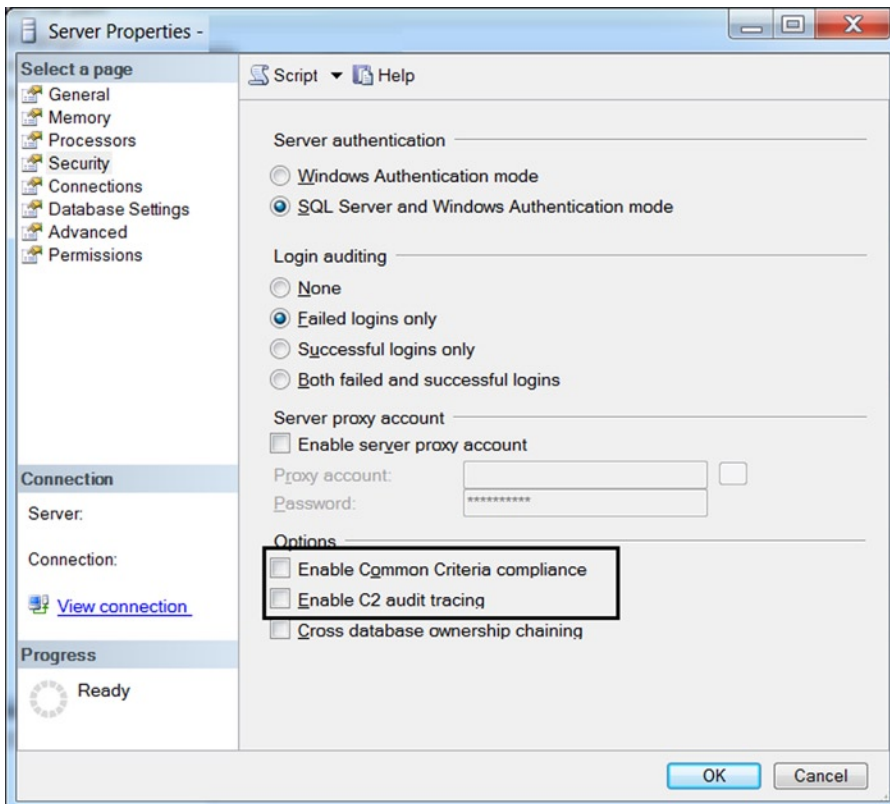 Server Properties -
Select a page
General
Memory
Processors
Security
Connections
Database Settings
Advanced
Permissions
Connection
Server:
Connection:
View connection
Progress
Ready
Script Help
Server authentication
Windows Authentication mode
SQL Server and Windows Authentication mode
Login auditing
None
Failed logins only
Successful logins only
Both failed and successful logins
Server proxy account
Enable server proxy account
Proxy account:
Password: **********
Options
Enable Common Criteria compliance
Enable C2 audit tracing
Cross database ownership chaining
OK Cancel